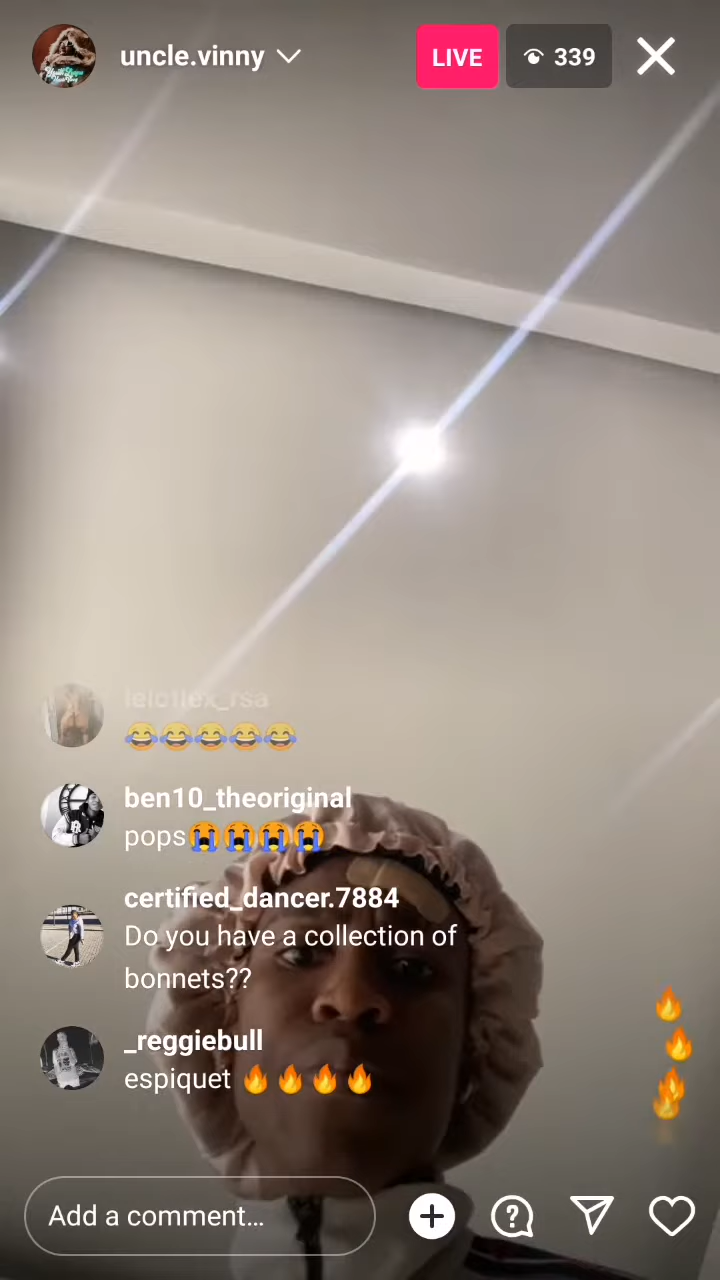 uncle.vinny
LIVE
339
lelotlex_rsa
😂😂😂😂😂
ben10_theoriginal
pops😭😭😭😭
certified_dancer.7884
Do you have a collection of
bonnets??
_reggiebull
espiquet 🔥🔥🔥🔥
Add a comment...